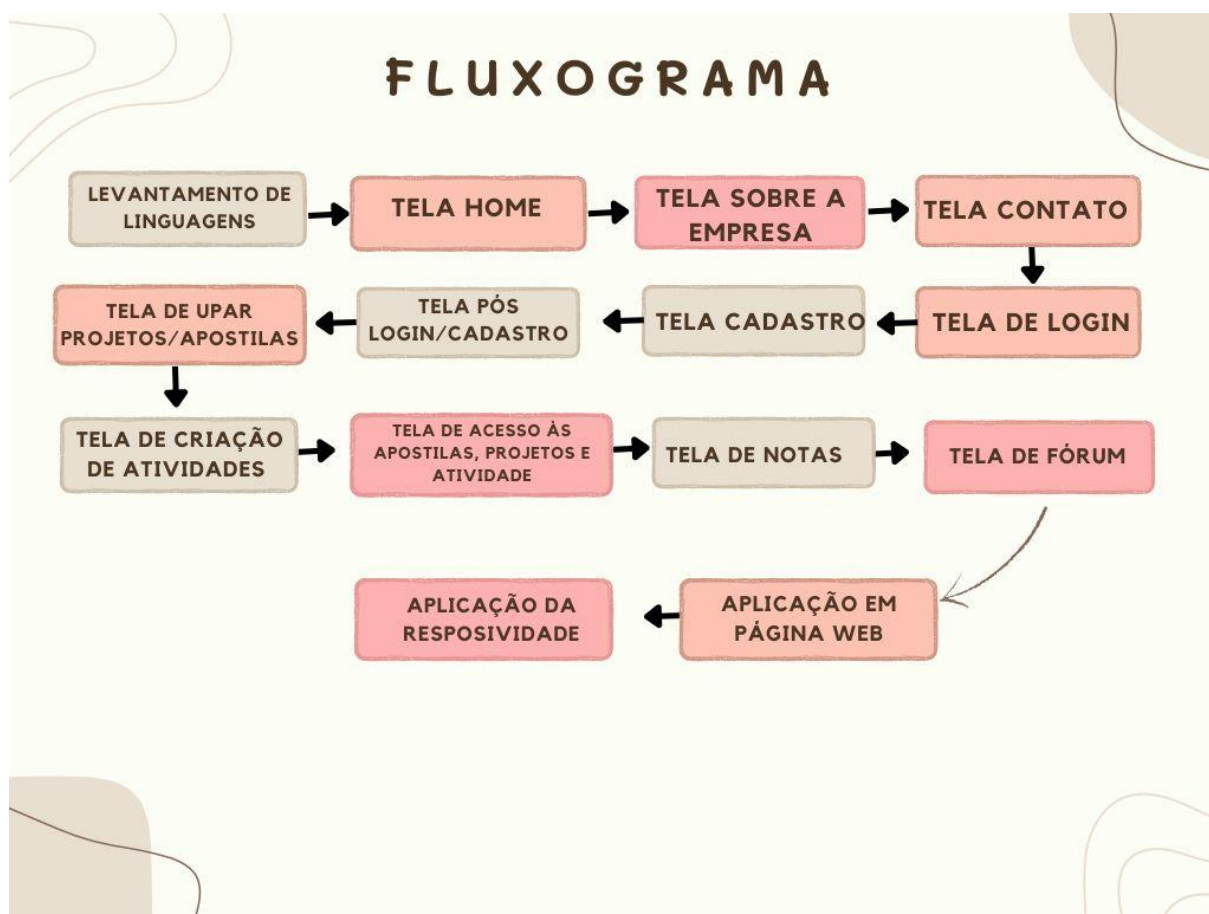 FLUXOGRAMA
LEVANTAMENTO DE
LINGUAGENS
TELA HOME
TELA SOBRE A
EMPRESA
TELA CONTATO
TELA DE LOGIN
TELA CADASTRO
TELA PÓS
LOGIN/CADASTRO
TELA DE UPAR
PROJETOS/APOSTILAS
TELA DE CRIAÇÃO
DE ATIVIDADES
TELA DE ACESSO ÀS
APOSTILAS, PROJETOS E
ATIVIDADE
TELA DE NOTAS
TELA DE FÓRUM
APLICAÇÃO EM
PÁGINA WEB
APLICAÇÃO DA
RESPOSIVIDADE